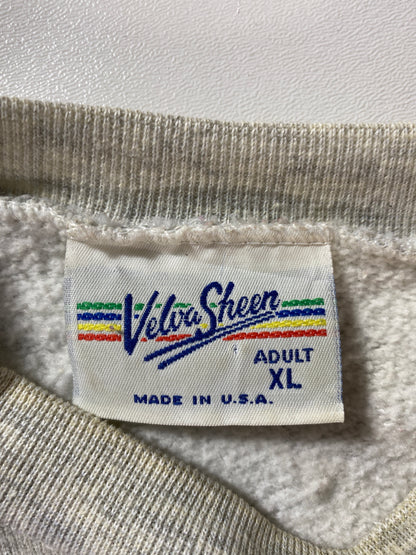 Velva Sheen
ADULT
XL
MADE IN U.S.A.